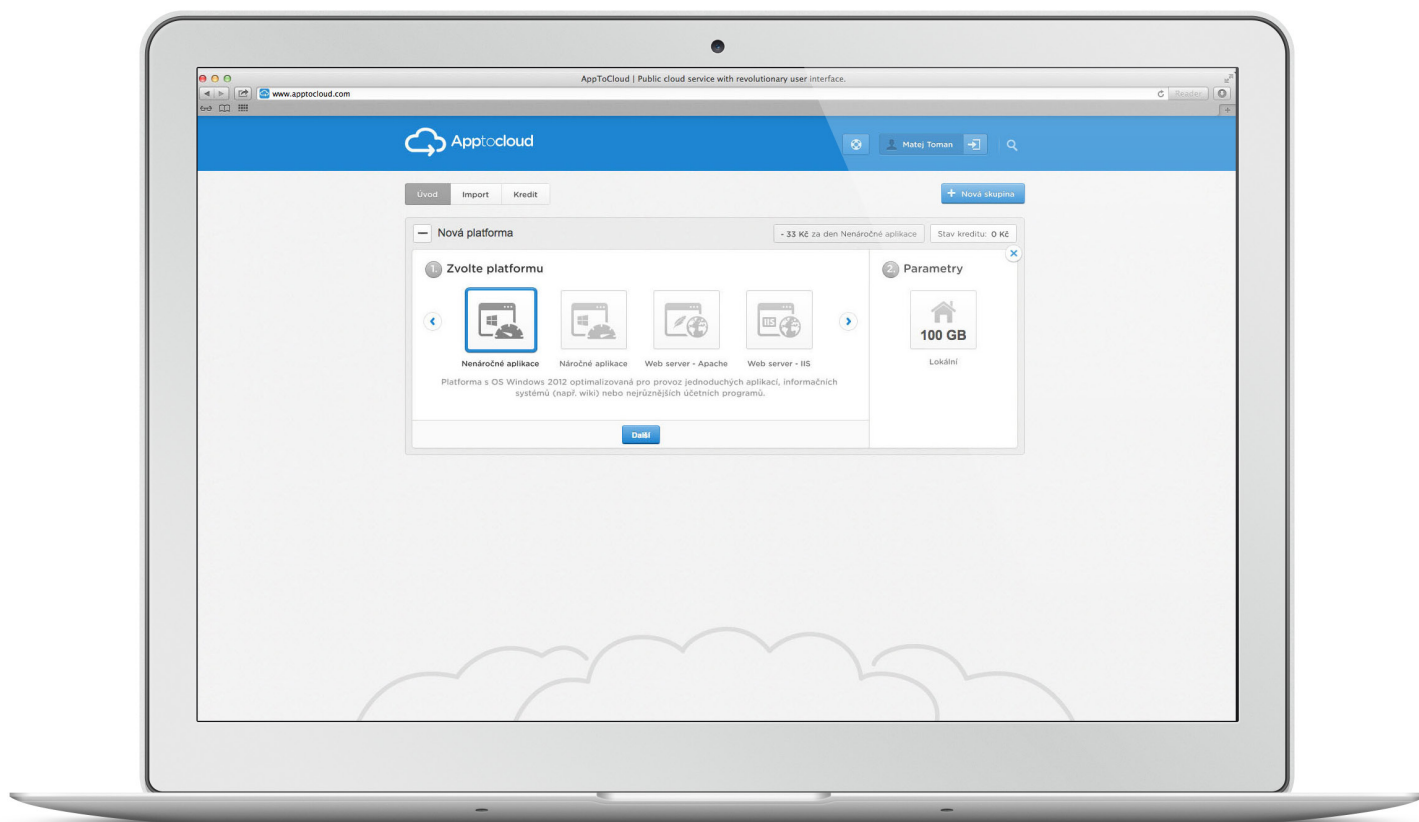 AppToCloud | Public cloud service with revolutionary user interface.
www.apptocloud.com
Reader
Apptocloud
Matej Toman
Úvod Import Kredit
+ Nová skupina
Nová platforma
- 33 Kč za den Nenáročné aplikace
Stav kreditu: 0 Kč
1. Zvolte platformu
2. Parametry
IIS
100 GB
Nenáročné aplikace
Náročné aplikace
Web server - Apache
Web server - IIS
Lokální
Platforma s OS Windows 2012 optimalizovaná pro provoz jednoduchých aplikací, informačních
systémů (např. wiki) nebo nejrůznějších účetních programů.
Další